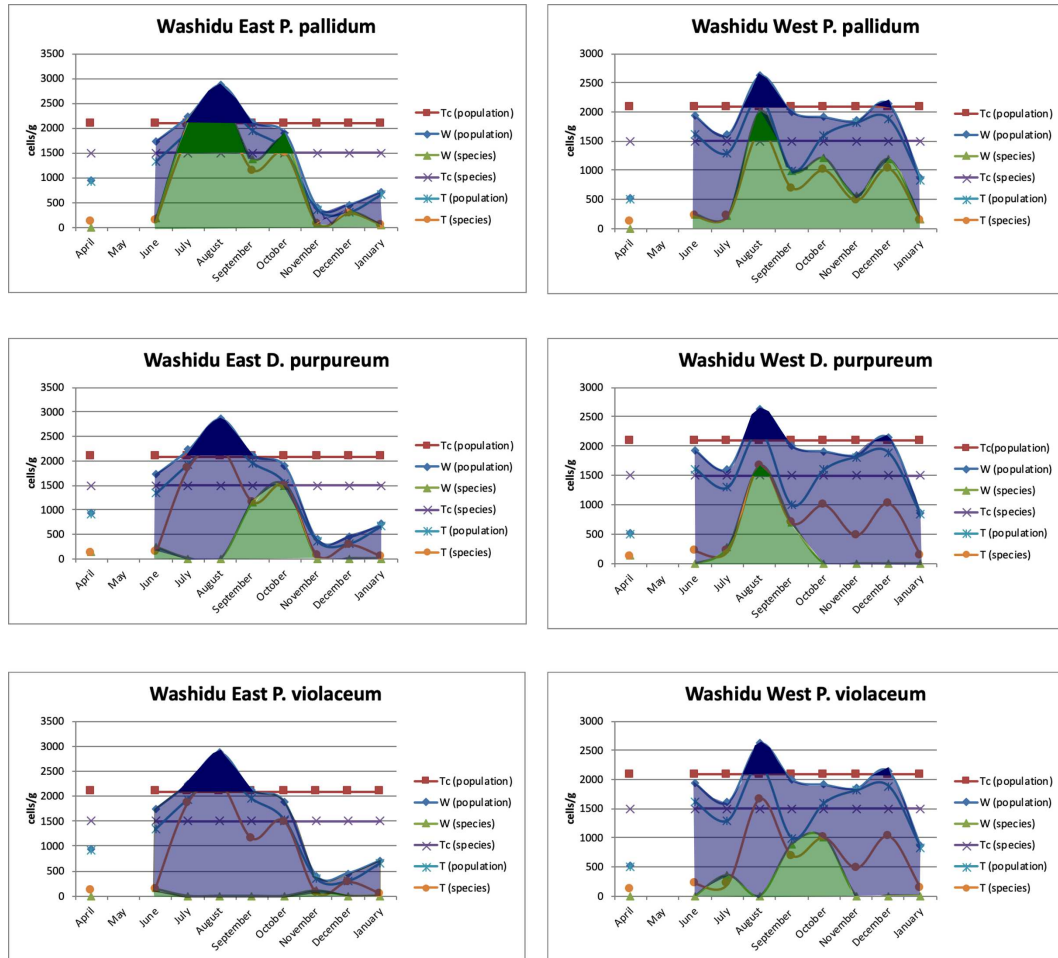 Washidu East P. pallidum
3500
3000
2500
2000
1500
1000
500
0
cells/g
April
May
June
July
August
September
October
November
December
January
Tc (population)
W (population)
W (species)
Tc (species)
T (population)
T (species)
Washidu West P. pallidum
3000
2500
2000
1500
1000
500
0
cells/g
April
May
June
July
August
September
October
November
December
January
Tc (population)
W (population)
W (species)
Tc (species)
T (population)
T (species)
Washidu East D. purpureum
3500
3000
2500
2000
1500
1000
500
0
cells/g
April
May
June
July
August
September
October
November
December
January
Tc (population)
W (population)
W (species)
Tc (species)
T (population)
T (species)
Washidu West D. purpureum
3000
2500
2000
1500
1000
500
0
cells/g
April
May
June
July
August
September
October
November
December
January
Tc(population)
W (population)
W (species)
Tc (species)
T (population)
T (species)
Washidu East P. violaceum
3500
3000
2500
2000
1500
1000
500
0
cells/g
April
May
June
July
August
September
October
November
December
January
Tc (population)
W (population)
W (species)
Tc (species)
T (population)
T (species)
Washidu West P. violaceum
3000
2500
2000
1500
1000
500
0
cells/g
April
May
June
July
August
September
October
November
December
January
Tc (population)
W (population)
W (species)
Tc (species)
T (population)
T (species)